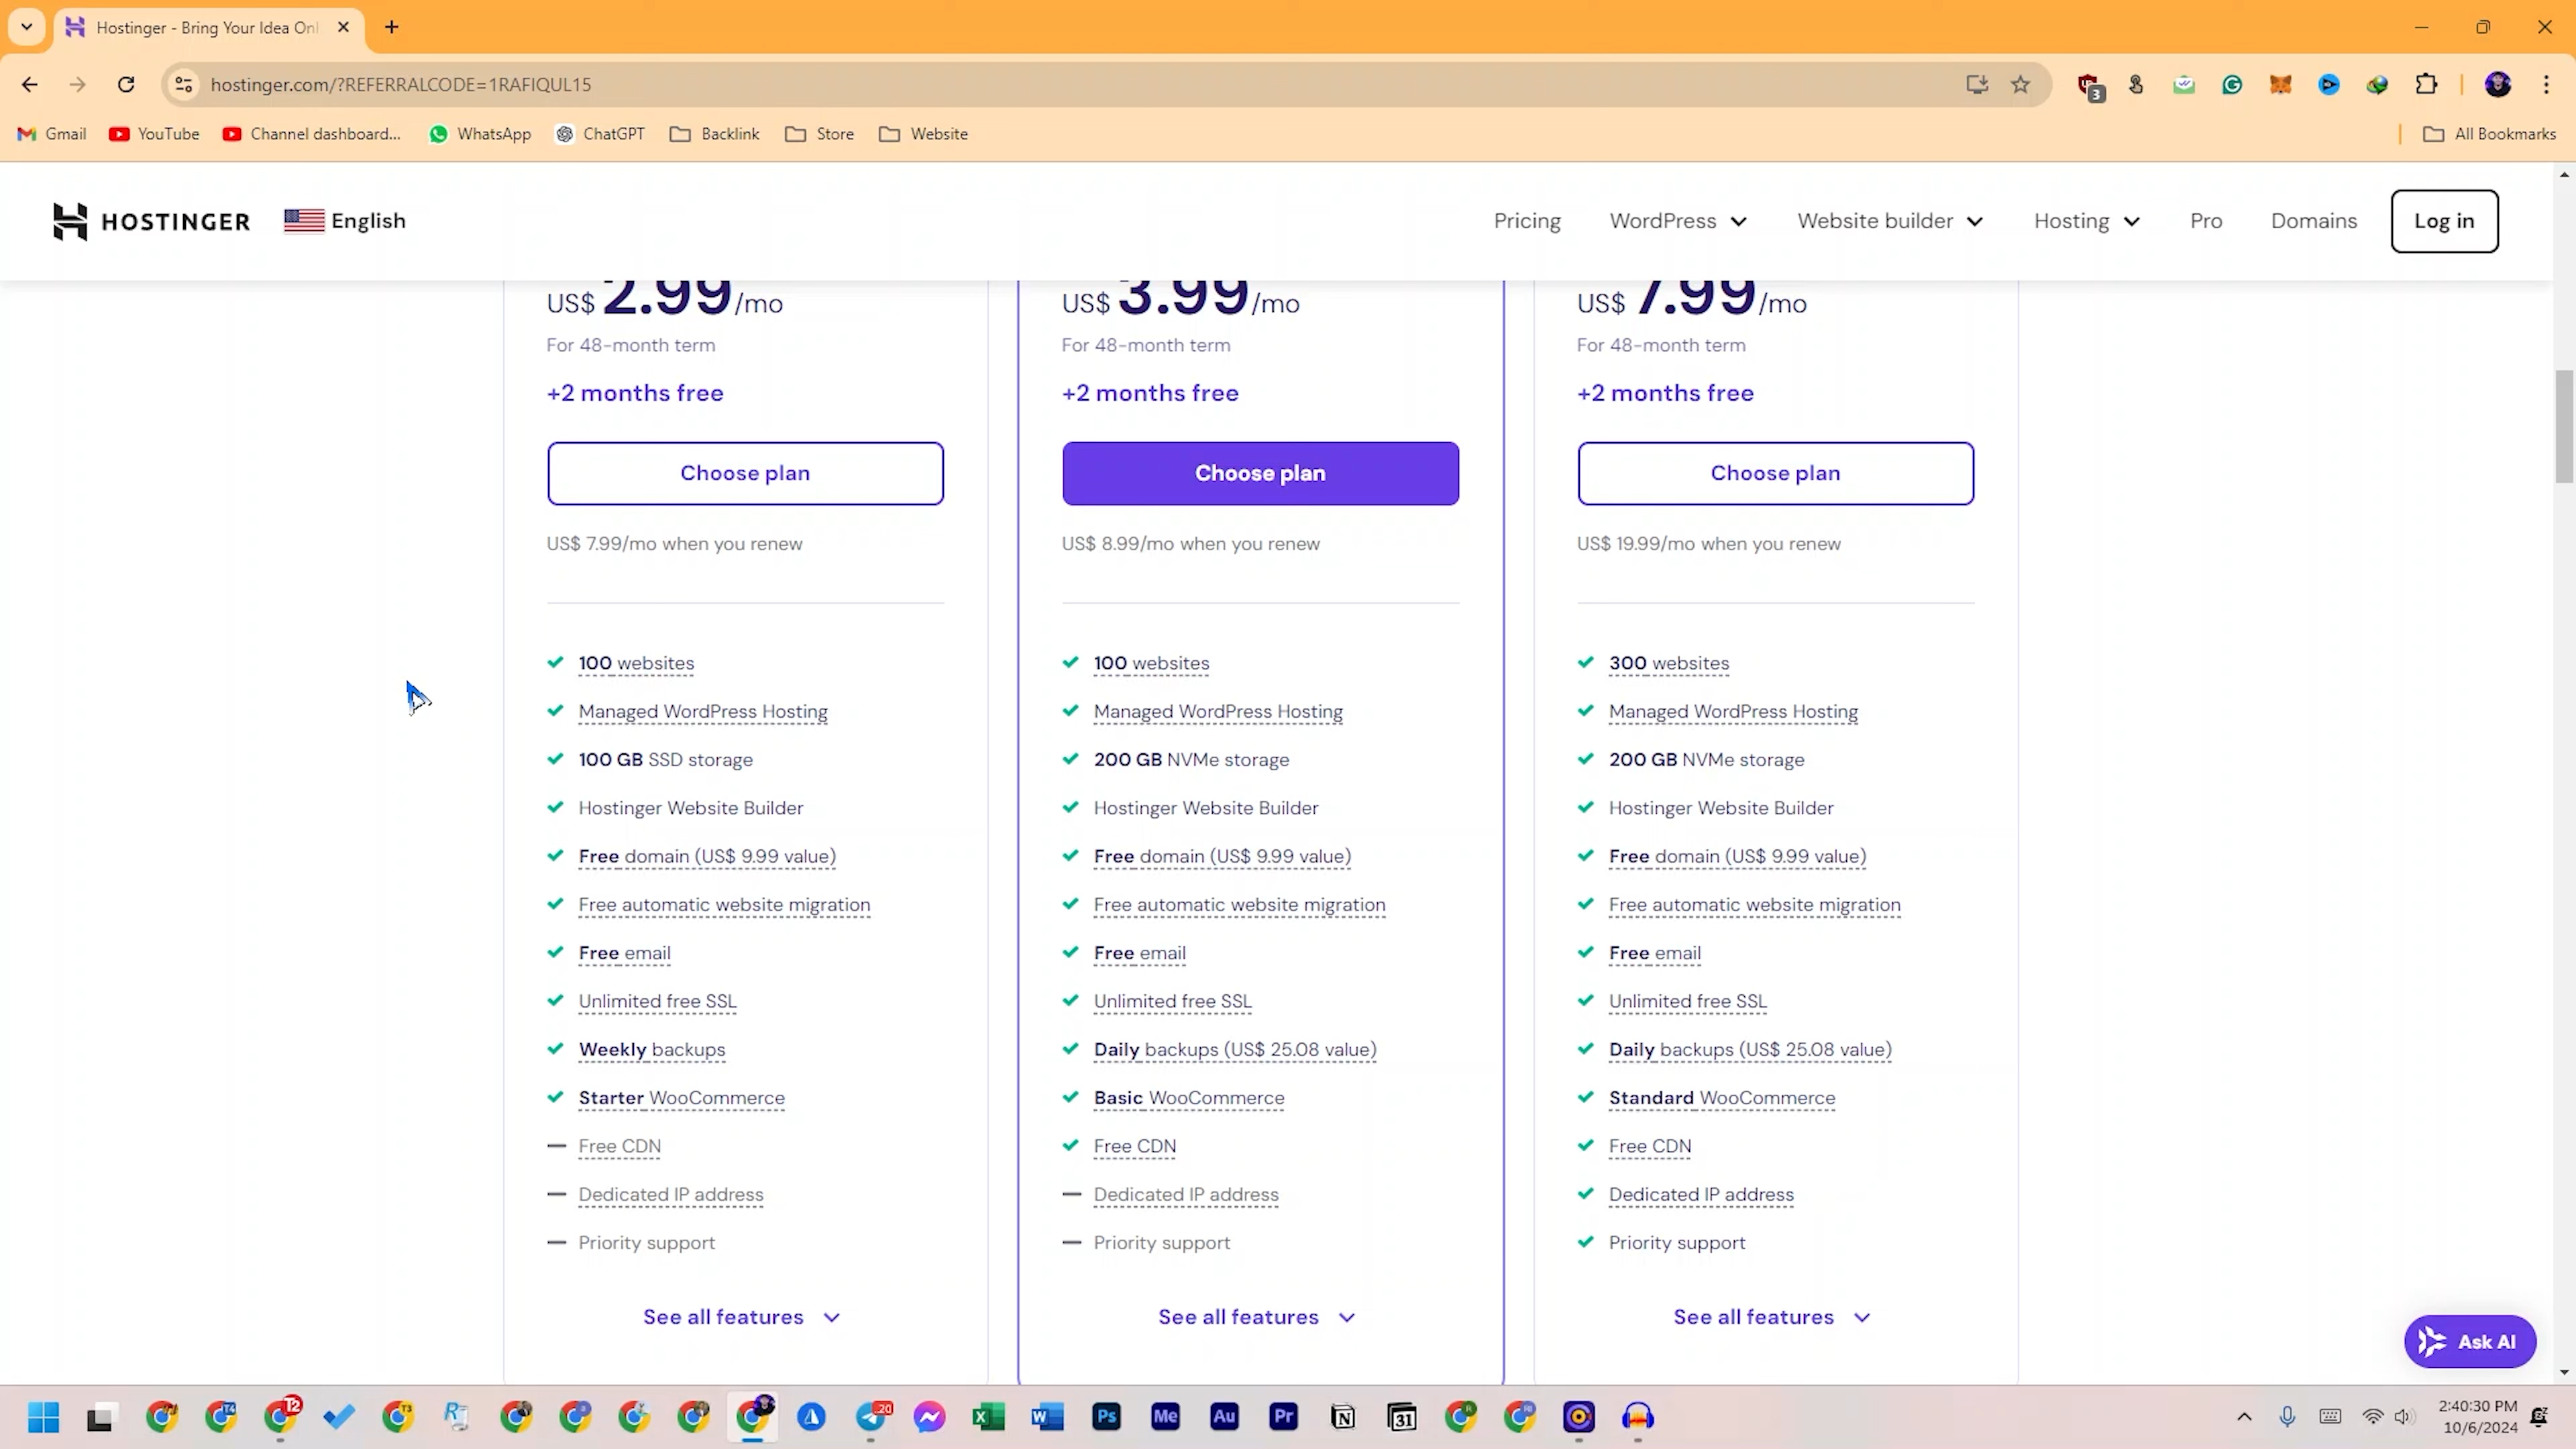 Hostinger - Bring Your Idea Onl
hostinger.com/?REFERRALCODE=1RAFIQUL15
3
Gmail YouTube Channel dashboard... WhatsApp ChatGPT Backlink Store Website All Bookmarks
HOSTINGER English Pricing WordPress Website builder Hosting Pro Domains Log in
US$ 2.99/mo
For 48-month term
+2 months free
Choose plan
US$ 7.99/mo when you renew
100 websites
Managed WordPress Hosting
100 GB SSD storage
Hostinger Website Builder
Free domain (US$ 9.99 value)
Free automatic website migration
Free email
Unlimited free SSL
Weekly backups
Starter WooCommerce
Free CDN
Dedicated IP address
Priority support
See all features
US$ 3.99/mo
For 48-month term
+2 months free
Choose plan
US$ 8.99/mo when you renew
100 websites
Managed WordPress Hosting
200 GB NVMe storage
Hostinger Website Builder
Free domain (US$ 9.99 value)
Free automatic website migration
Free email
Unlimited free SSL
Daily backups (US$ 25.08 value)
Basic WooCommerce
Free CDN
Dedicated IP address
Priority support
See all features
US$ 7.99/mo
For 48-month term
+2 months free
Choose plan
US$ 19.99/mo when you renew
300 websites
Managed WordPress Hosting
200 GB NVMe storage
Hostinger Website Builder
Free domain (US$ 9.99 value)
Free automatic website migration
Free email
Unlimited free SSL
Daily backups (US$ 25.08 value)
Standard WooCommerce
Free CDN
Dedicated IP address
Priority support
See all features
Ask AI
T4 T2 T3 20 Ps Me Au Pr 31
2:40:30 PM
10/6/2024